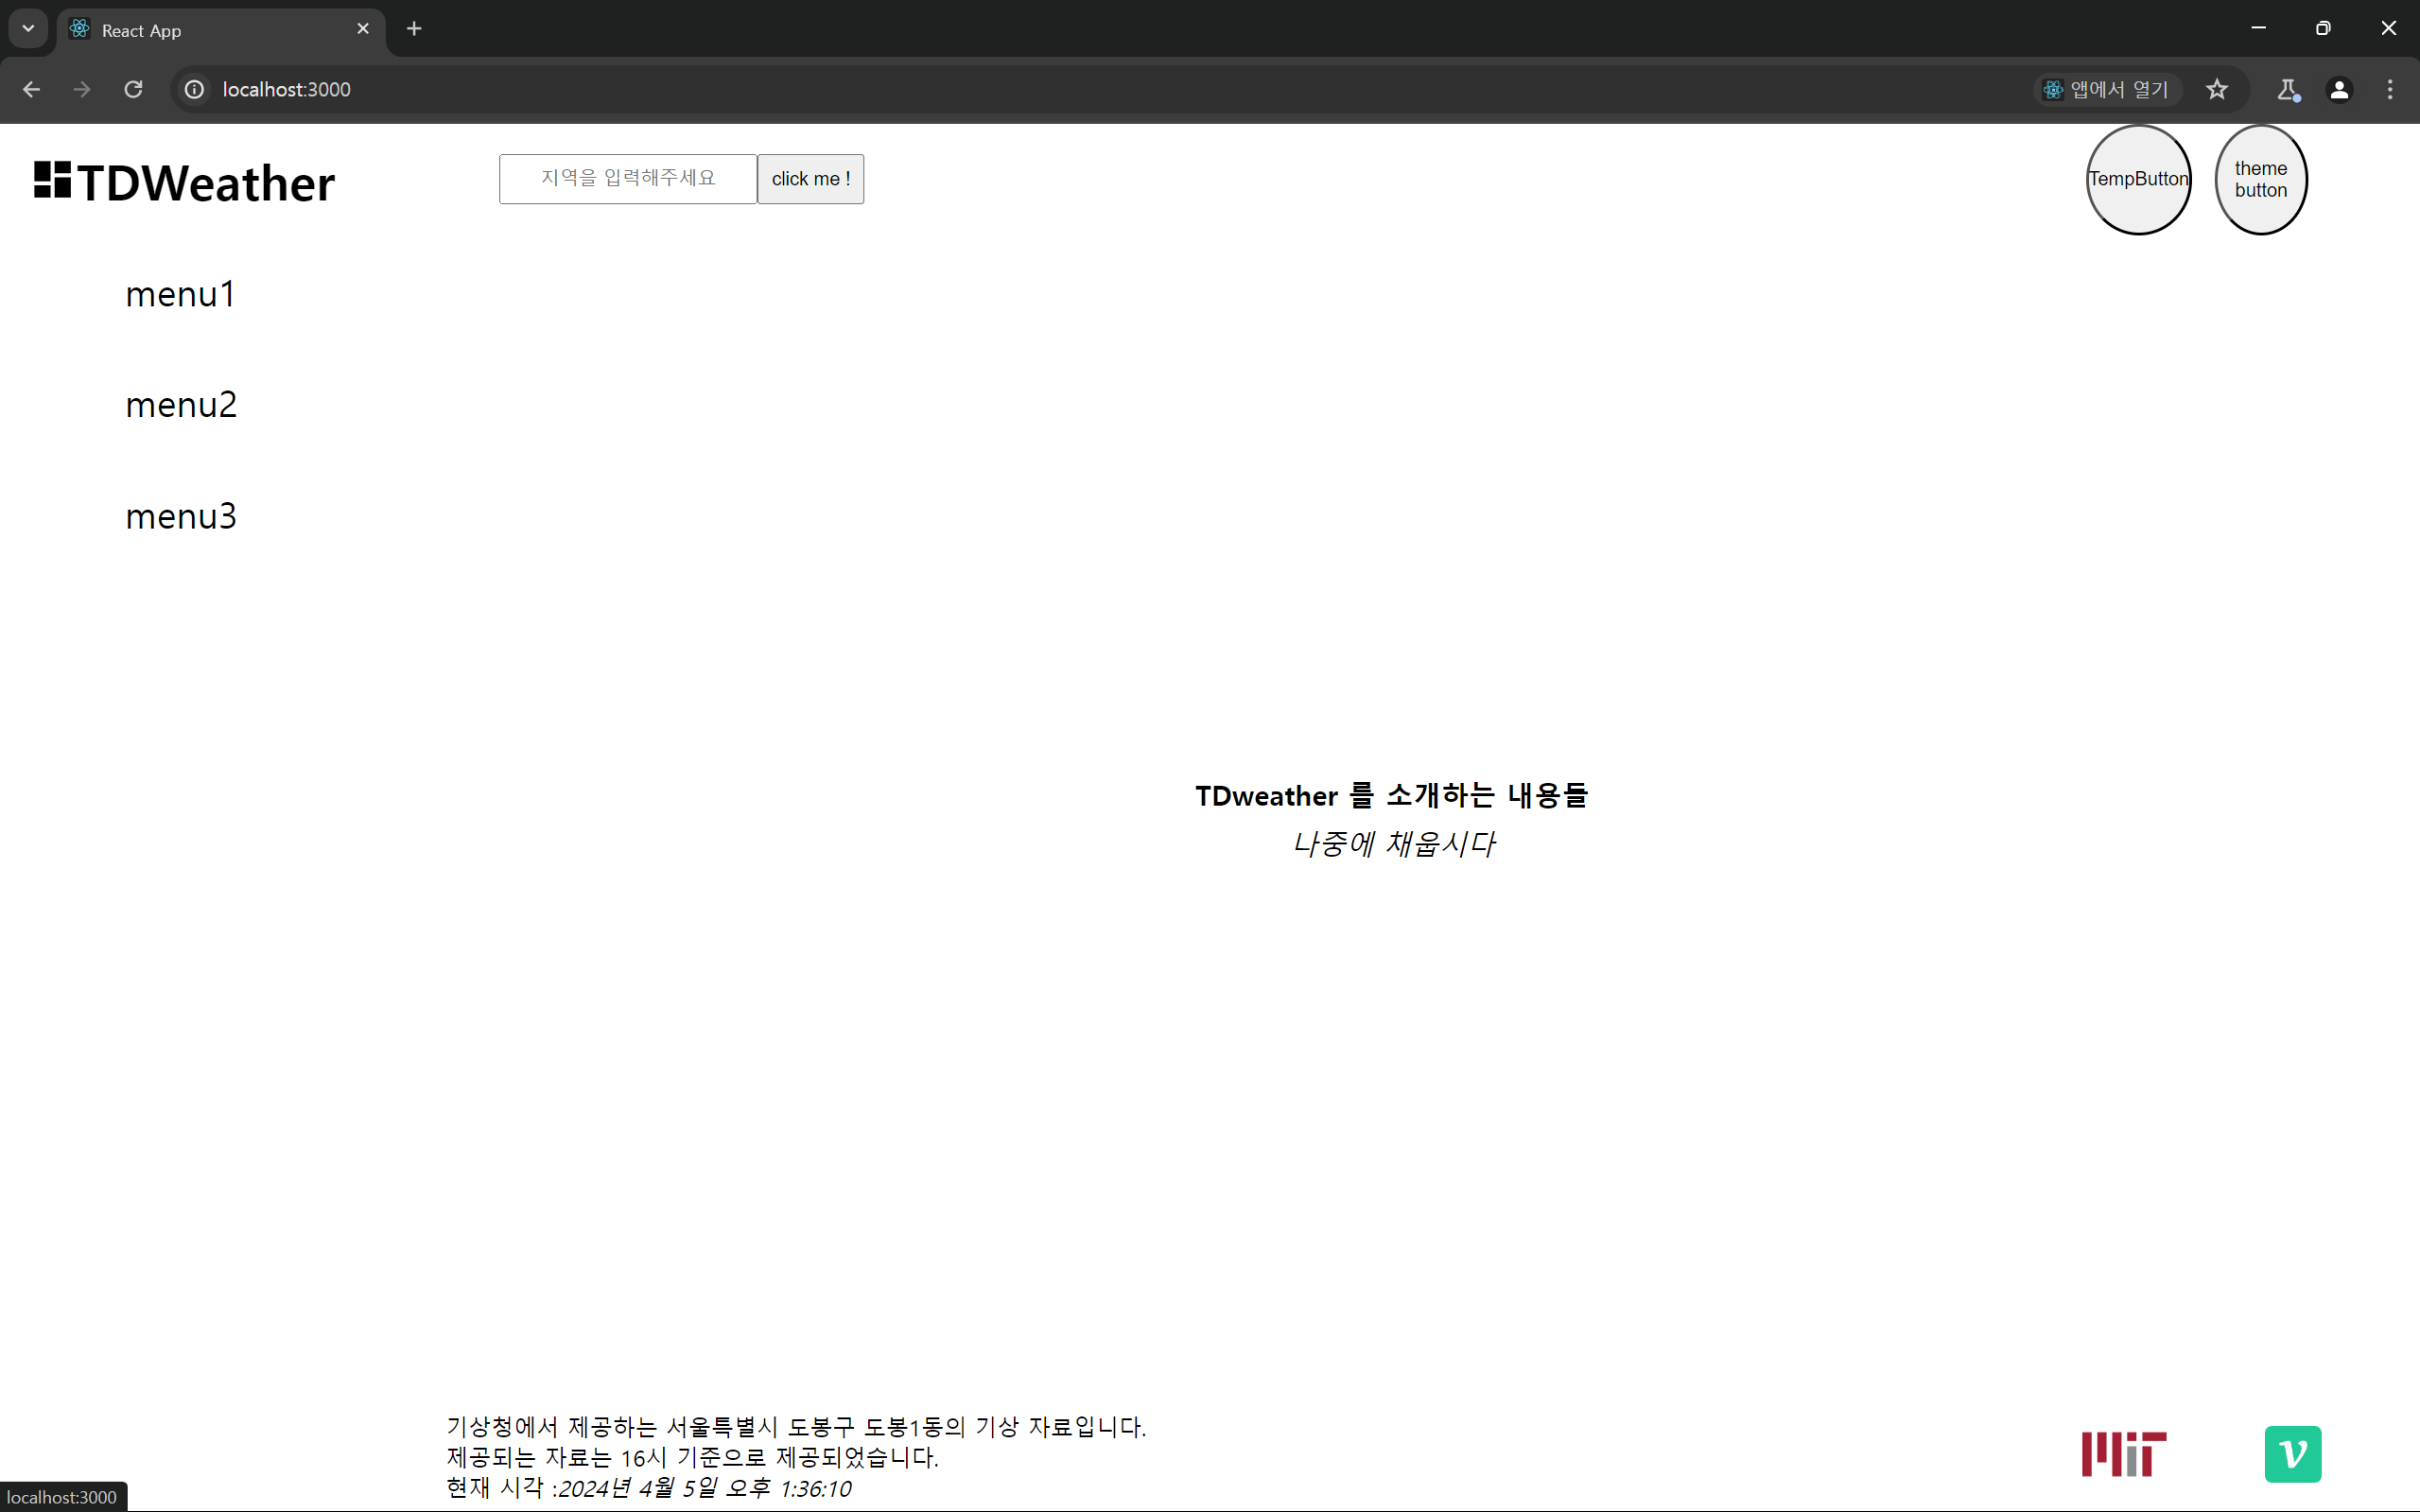 React App
localhost:3000
앱에서 열기
TDWeather
지역을 입력해주세요
click me !
TempButton
theme
button
menu1
menu2
menu3
TDweather 를 소개하는 내용들
나중에 채웁시다
기상청에서 제공하는 서울특별시 도봉구 도봉1동의 기상 자료입니다.
제공되는 자료는 16시 기준으로 제공되었습니다.
현재 시각 :2024년 4월 5일 오후 1:36:10
MIT
v
localhost:3000